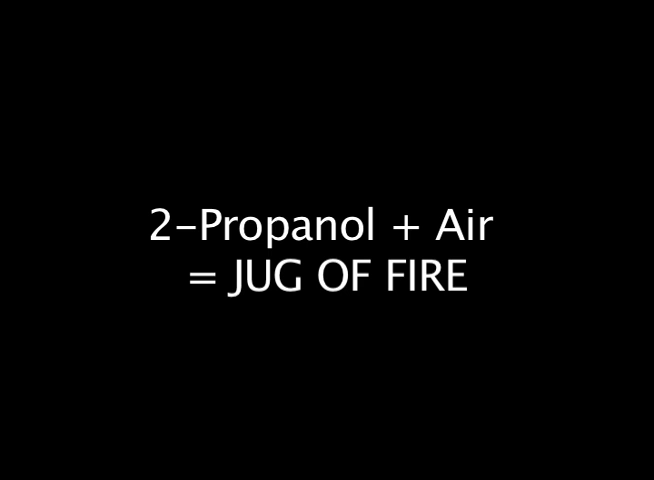 2-Propanol + Air
= JUG OF FIRE